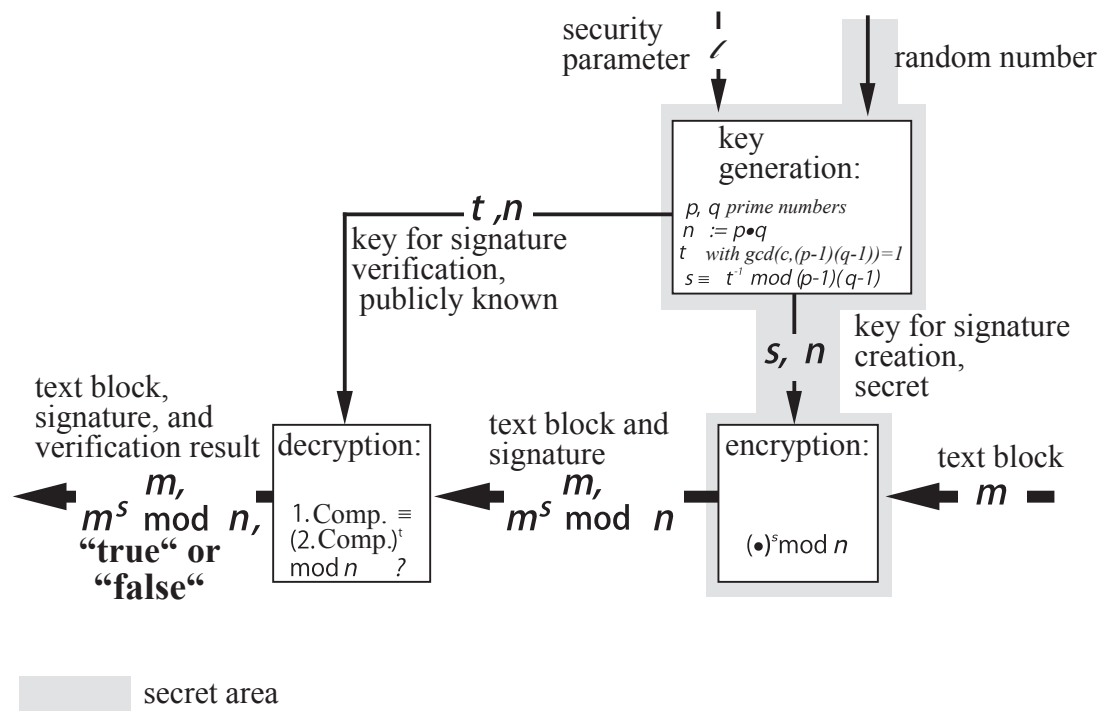 security
parameter
ℓ
random number
key
generation:
p, q prime numbers
n := p•q
t with gcd(c,(p-1)(q-1))=1
s ≡ t⁻¹ mod (p-1)(q-1)
t ,n
key for signature
verification,
publicly known
s, n
key for signature
creation,
secret
text block,
signature, and
verification result
m,
mˢ mod n,
“true“ or
“false“
decryption:
1.Comp. ≡
(2.Comp.)ᵗ
mod n ?
text block and
signature
m,
mˢ mod n
encryption:
(•)ˢmod n
text block
m
secret area